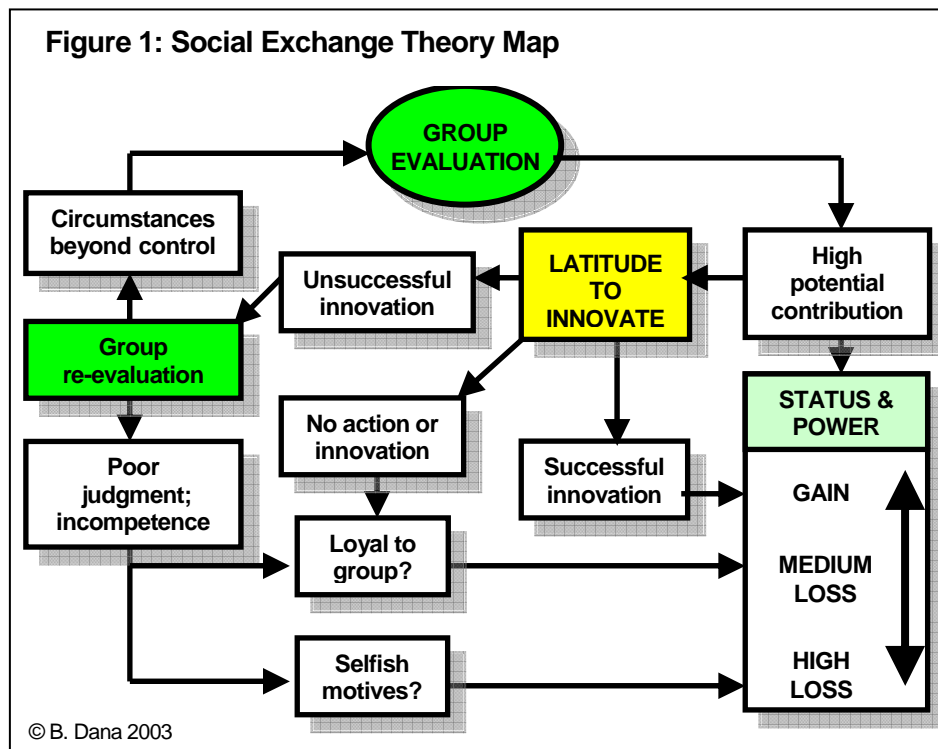 Figure 1: Social Exchange Theory Map
GROUP
EVALUATION
Circumstances
beyond control
Unsuccessful
innovation
LATITUDE
TO
INNOVATE
High
potential
contribution
Group
re-evaluation
No action or
innovation
STATUS &
POWER
Poor
judgment;
incompetence
Successful
innovation
GAIN
Loyal to
group?
MEDIUM
LOSS
Selfish
motives?
HIGH
LOSS
© B. Dana 2003